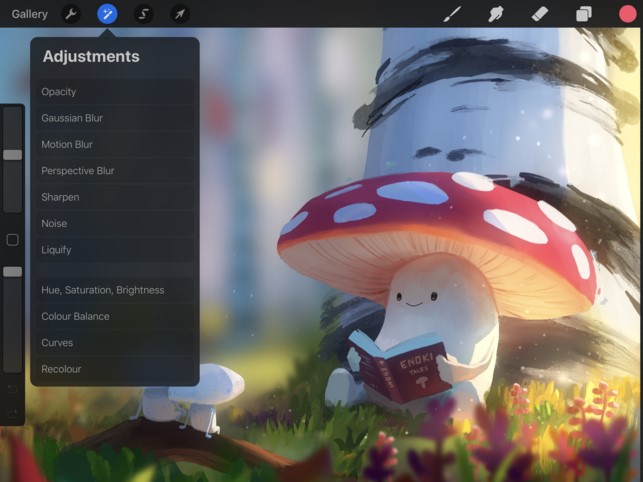 Gallery
Adjustments
Opacity
Gaussian Blur
Motion Blur
Perspective Blur
Sharpen
Noise
Liquify
Hue, Saturation, Brightness
Colour Balance
Curves
Recolour
ENOKI
TALES
ENOKI